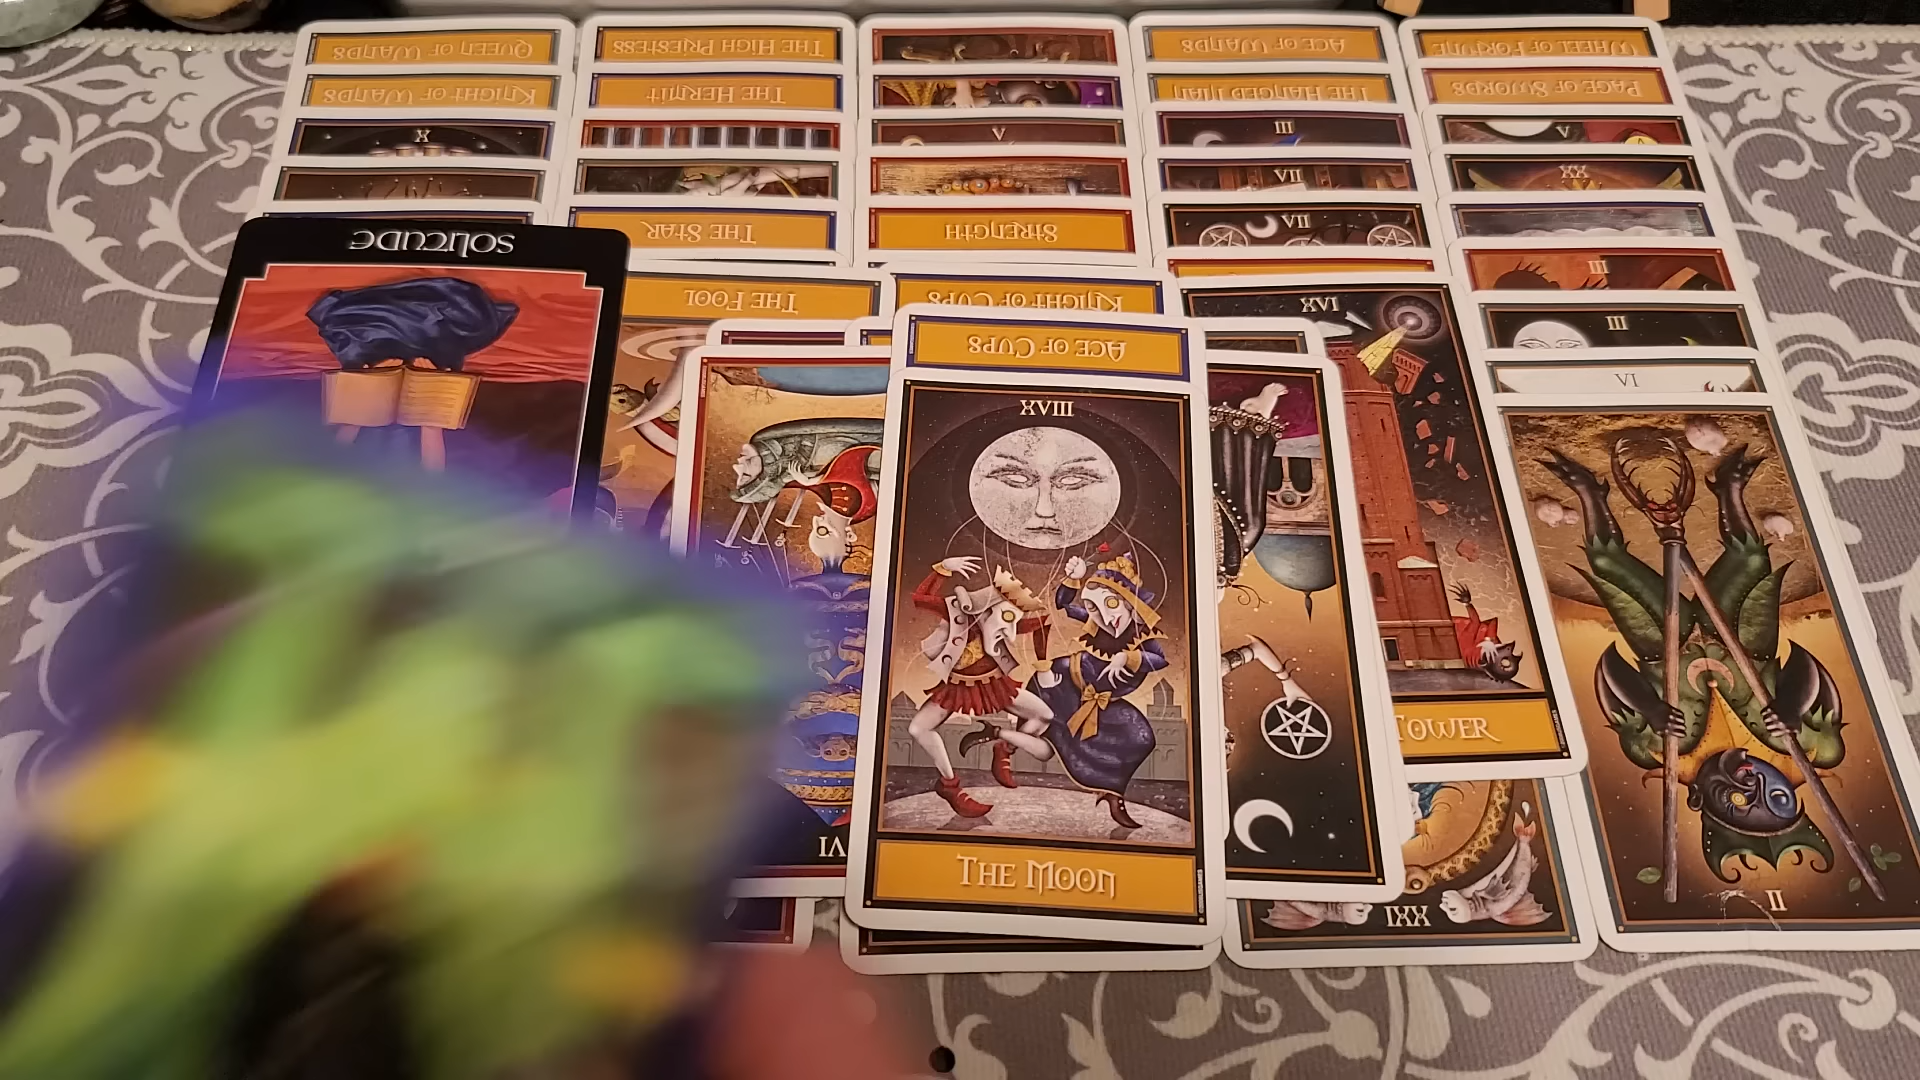 QUEEN OF WANDS
THE HIGH PRIESTESS
ACE OF WANDS
WHEEL OF FORTUNE
KNIGHT OF WANDS
THE HERMIT
THE HANGED MAN
PAGE OF SWORDS
X
V
III
V
VII
XX
THE STAR
STRENGTH
VII
SOLITUDE
III
THE FOOL
KNIGHT OF CUPS
XVI
III
ACE OF CUPS
VI
XVIII
TOWER
IV
THE MOON
XXI
II